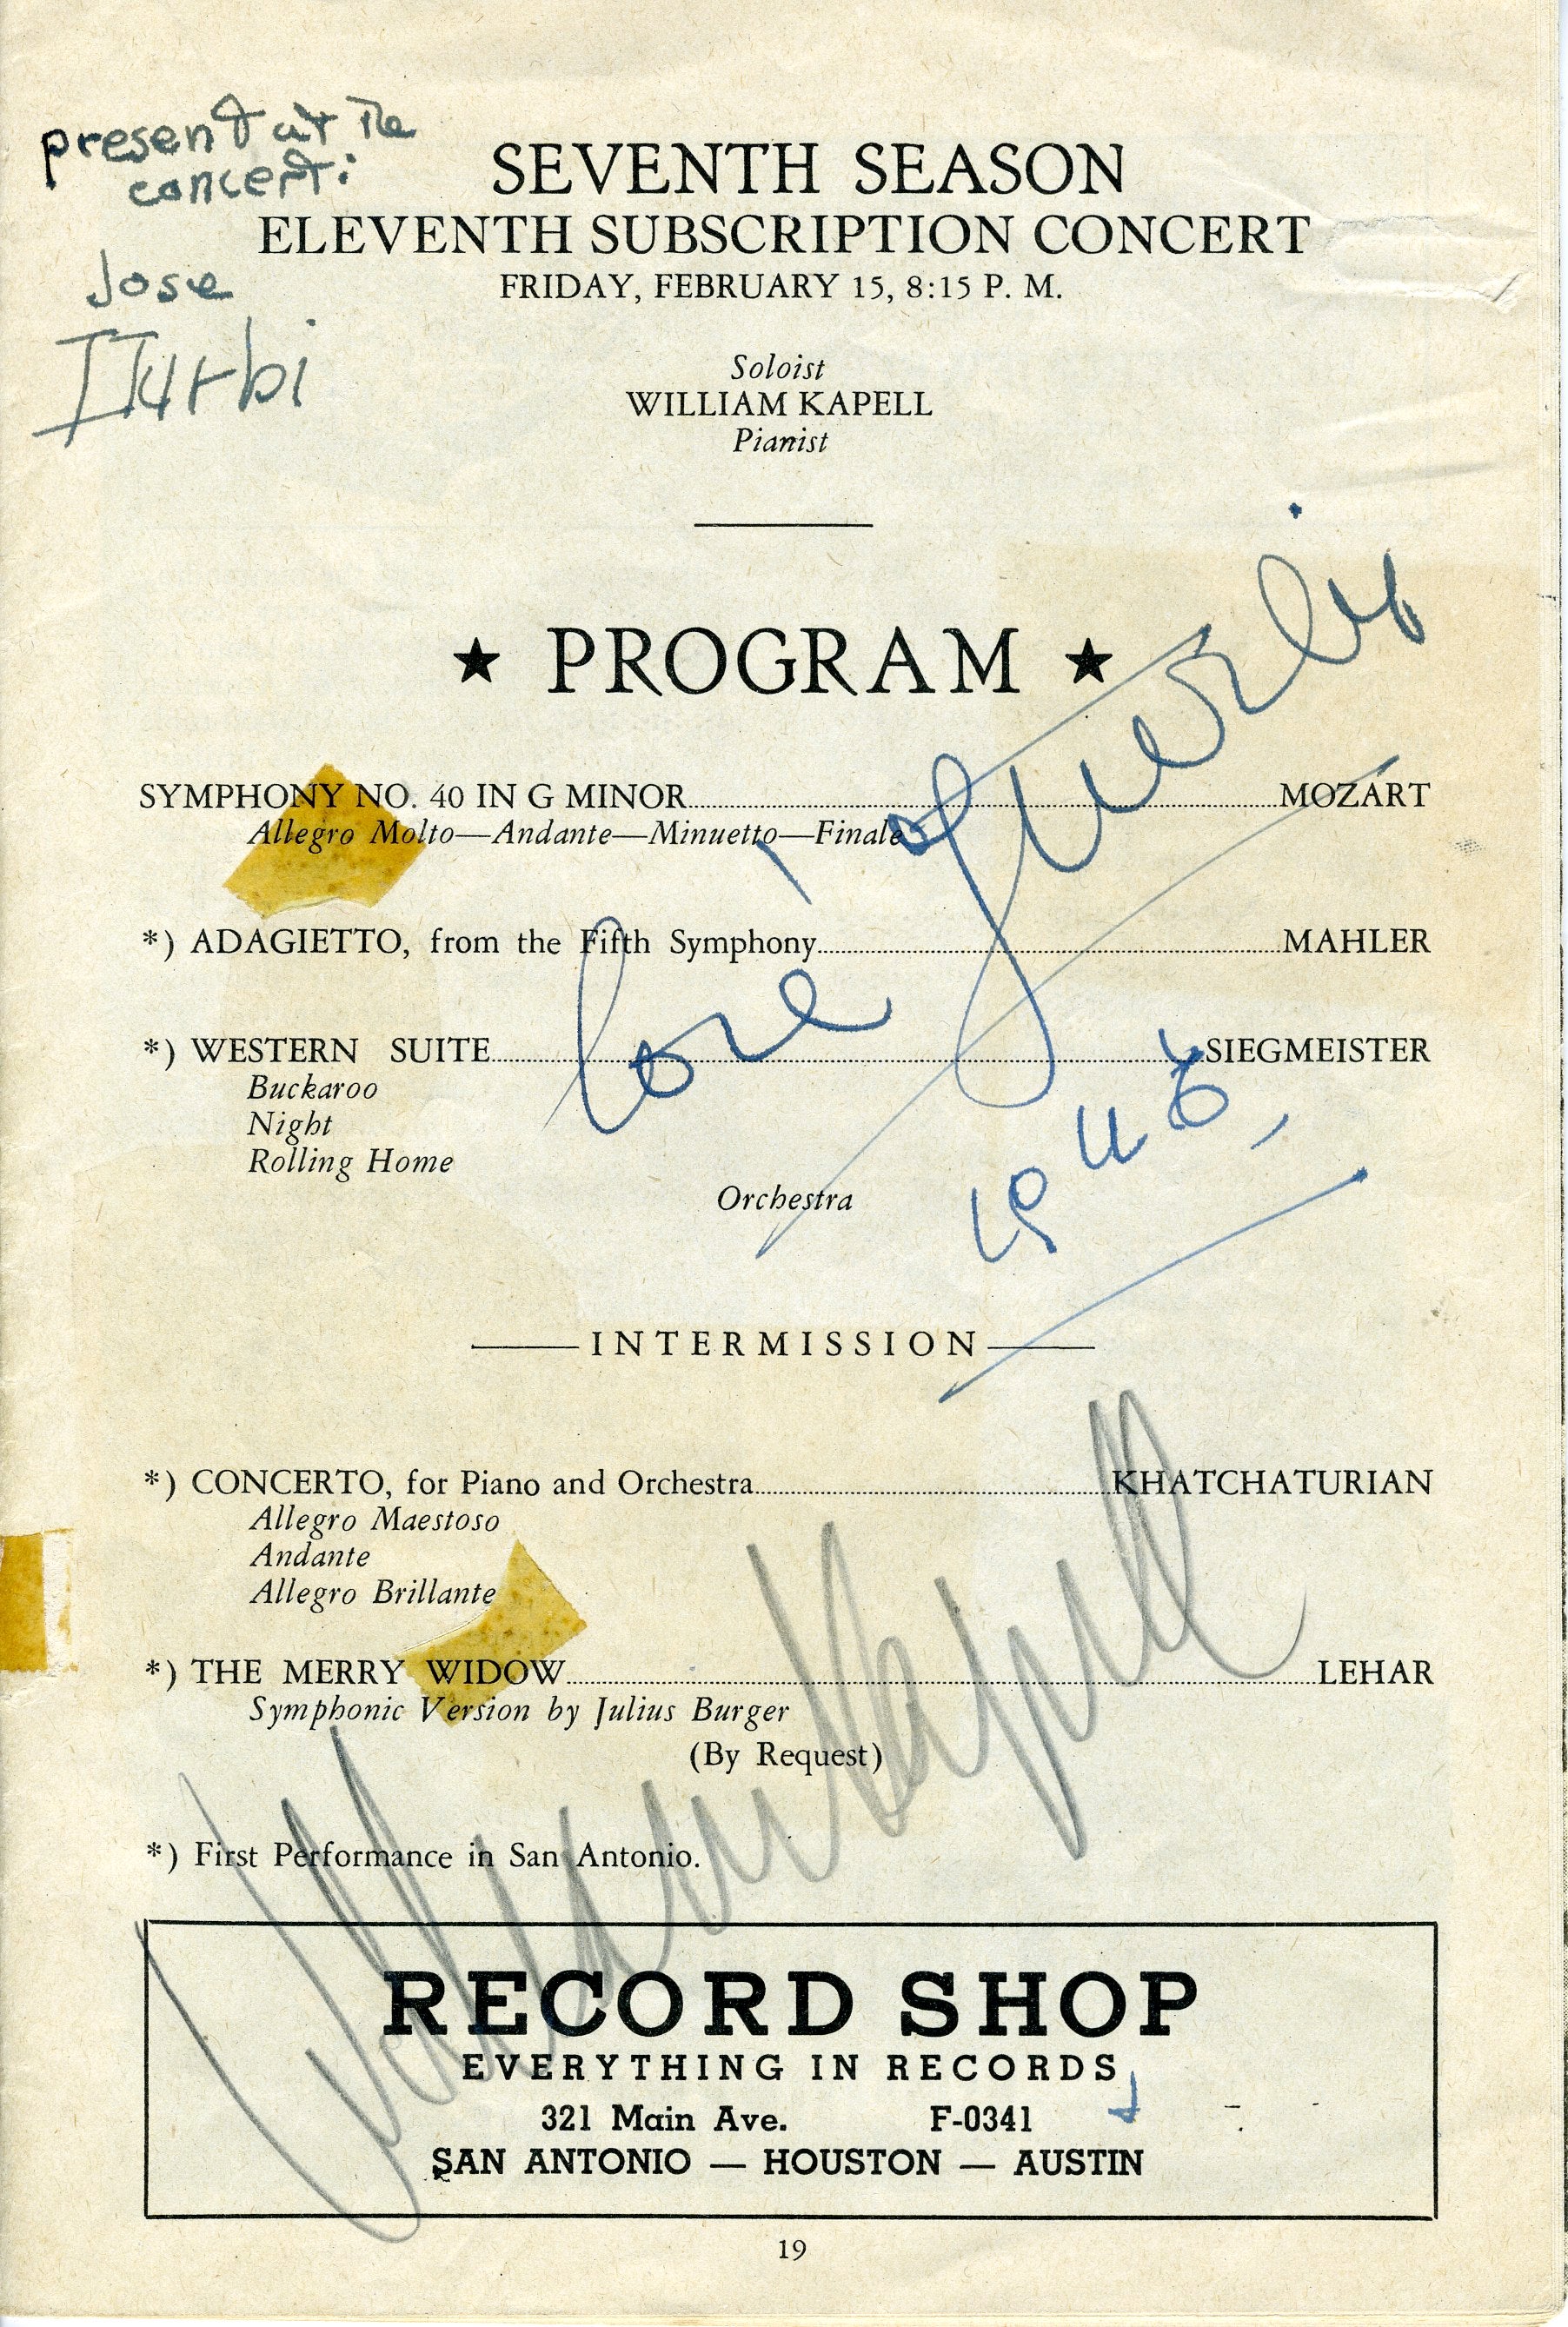 present at the
concert:
Jose
ITurbi
SEVENTH SEASON
ELEVENTH SUBSCRIPTION CONCERT
FRIDAY, FEBRUARY 15, 8:15 P. M.
Soloist
WILLIAM KAPELL
Pianist
★ PROGRAM ★
SYMPHONY NO. 40 IN G MINOR MOZART
Allegro Molto—Andante—Minuetto—Finale
José Iturbi
*) ADAGIETTO, from the Fifth Symphony MAHLER
*) WESTERN SUITE SIEGMEISTER
Buckaroo
Night
Rolling Home
1946
Orchestra
INTERMISSION
*) CONCERTO, for Piano and Orchestra KHATCHATURIAN
Allegro Maestoso
Andante
Allegro Brillante
*) THE MERRY WIDOW LEHAR
Symphonic Version by Julius Burger
(By Request)
William Kapell
*) First Performance in San Antonio.
RECORD SHOP
EVERYTHING IN RECORDS
321 Main Ave. F-0341
SAN ANTONIO — HOUSTON — AUSTIN
19